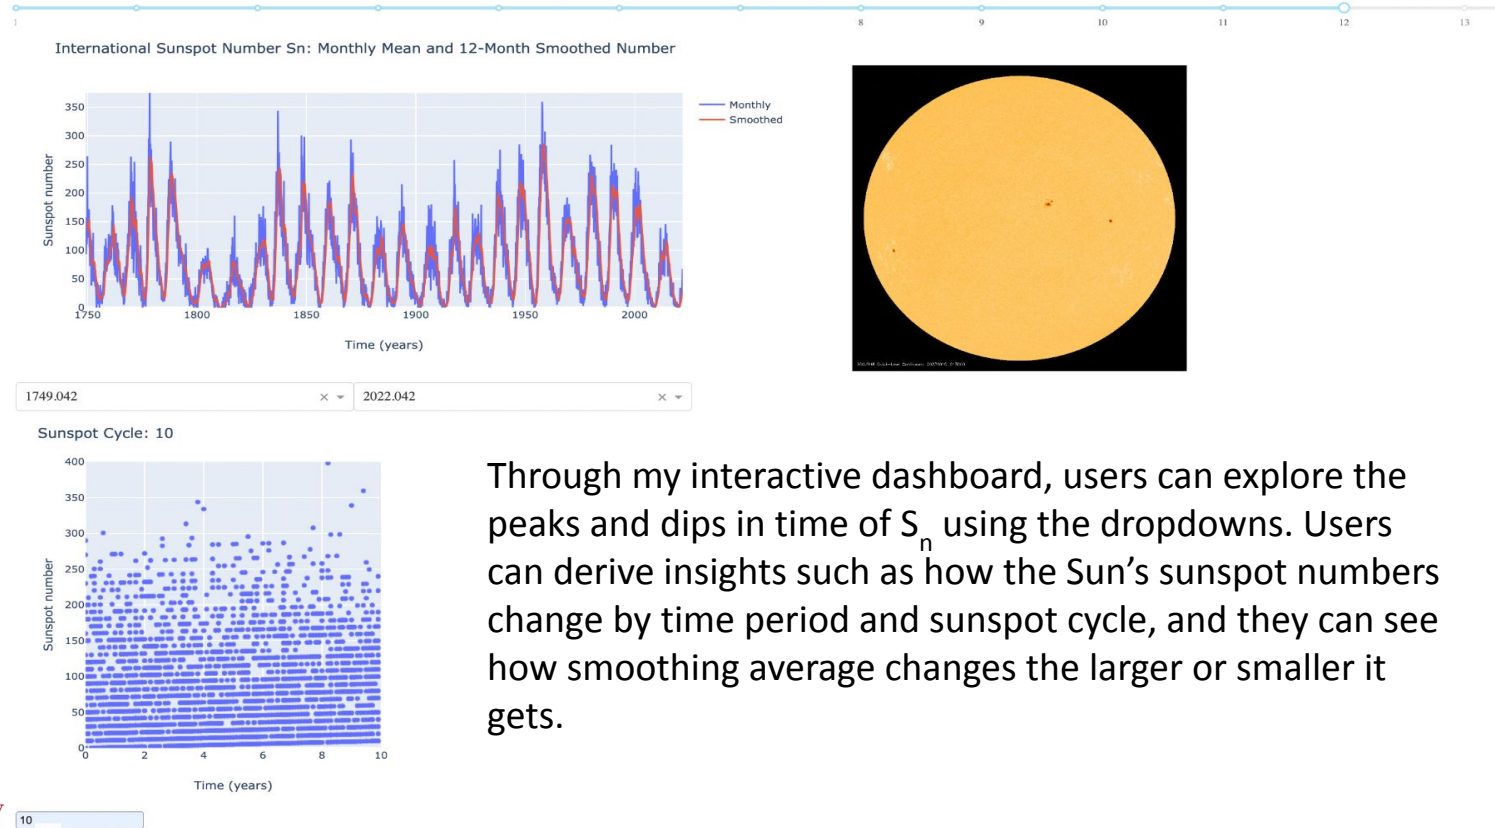 1 8 9 10 11 12 13
International Sunspot Number Sn: Monthly Mean and 12-Month Smoothed Number
Monthly
Smoothed
Sunspot number
350
300
250
200
150
100
50
0
1750 1800 1850 1900 1950 2000
Time (years)
1749.042 × 2022.042 ×
Sunspot Cycle: 10
Sunspot number
400
350
300
250
200
150
100
50
0
0 2 4 6 8 10
Time (years)
10
Through my interactive dashboard, users can explore the
peaks and dips in time of Sn using the dropdowns. Users
can derive insights such as how the Sun’s sunspot numbers
change by time period and sunspot cycle, and they can see
how smoothing average changes the larger or smaller it
gets.